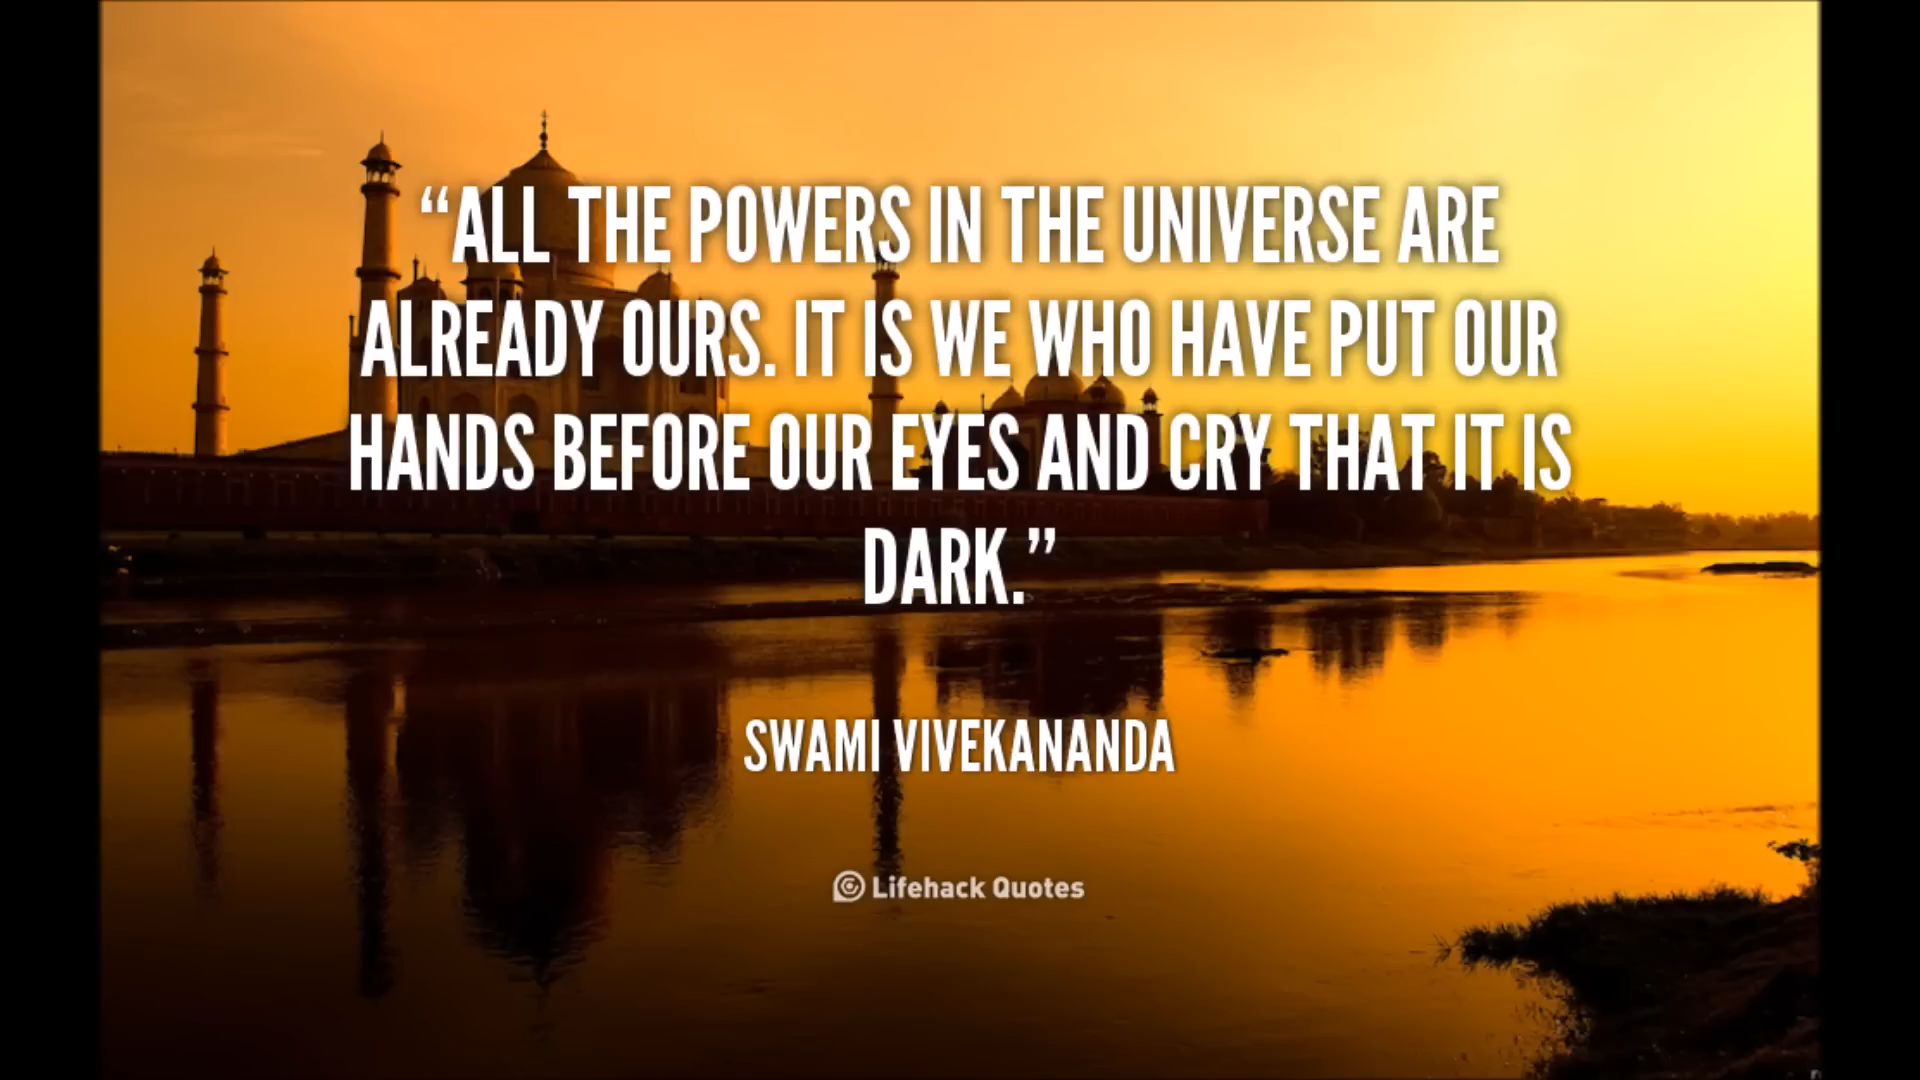 “ALL THE POWERS IN THE UNIVERSE ARE
ALREADY OURS. IT IS WE WHO HAVE PUT OUR
HANDS BEFORE OUR EYES AND CRY THAT IT IS
DARK.”
SWAMI VIVEKANANDA
Lifehack Quotes